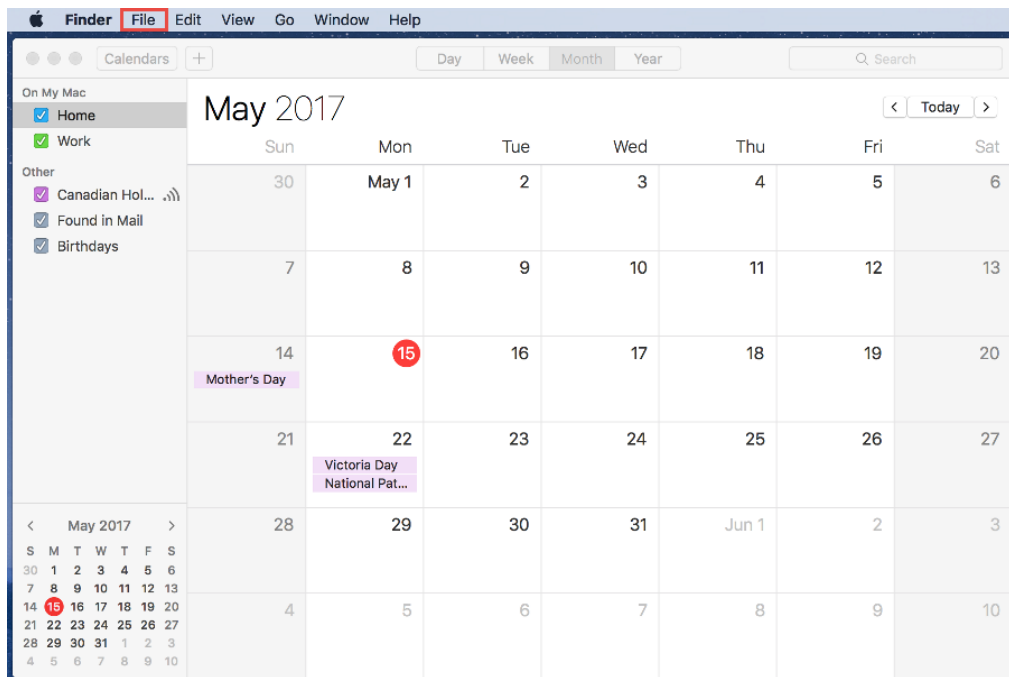 Finder File Edit View Go Window Help
Calendars + Day Week Month Year Search
On My Mac
Home
Work
Other
Canadian Hol...
Found in Mail
Birthdays
May 2017
< Today >
Sun Mon Tue Wed Thu Fri Sat
30 May 1 2 3 4 5 6
7 8 9 10 11 12 13
14 15 16 17 18 19 20
Mother's Day
21 22 23 24 25 26 27
Victoria Day
National Pat...
28 29 30 31 Jun 1 2 3
4 5 6 7 8 9 10
< May 2017 >
S M T W T F S
30 1 2 3 4 5 6
7 8 9 10 11 12 13
14 15 16 17 18 19 20
21 22 23 24 25 26 27
28 29 30 31 1 2 3
4 5 6 7 8 9 10